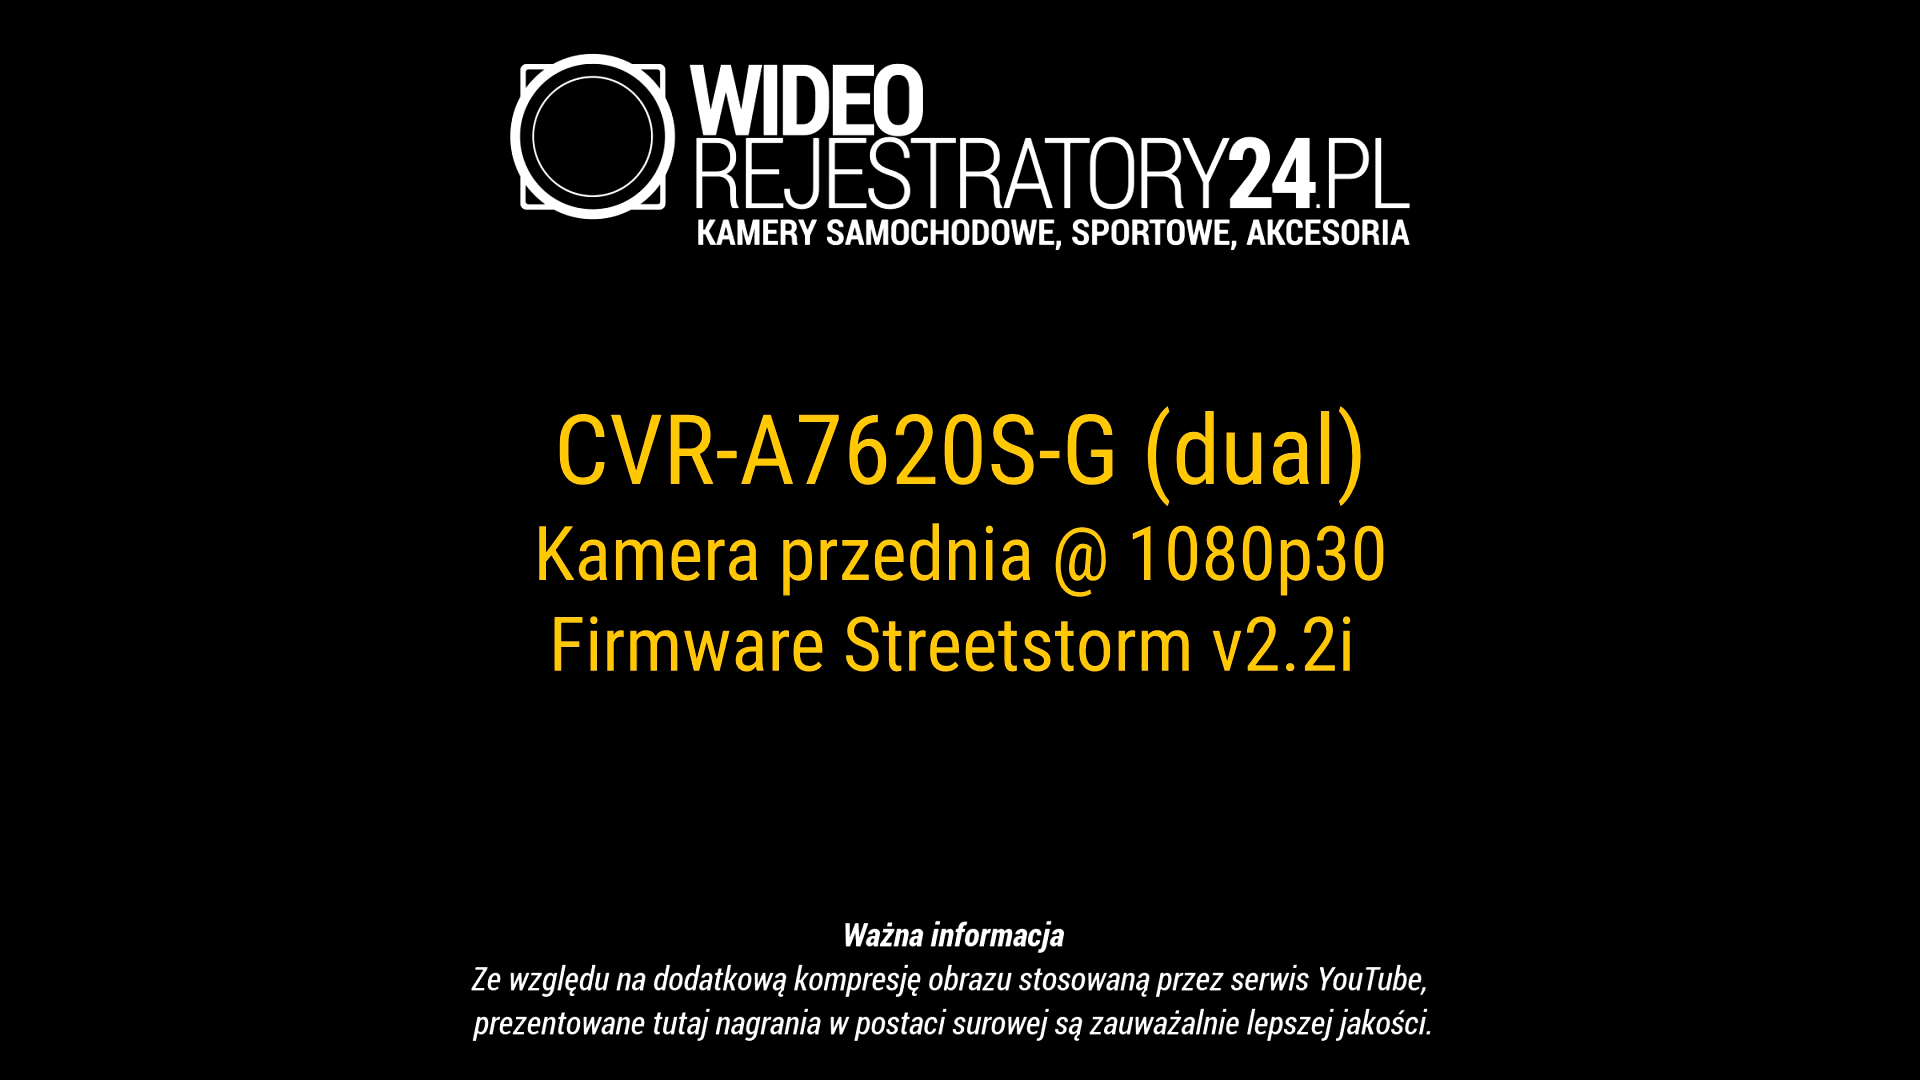 WIDEO
REJESTRATORY24.PL
KAMERY SAMOCHODOWE, SPORTOWE, AKCESORIA
CVR-A7620S-G (dual)
Kamera przednia @ 1080p30
Firmware Streetstorm v2.2i
Ważna informacja
Ze względu na dodatkową kompresję obrazu stosowaną przez serwis YouTube,
prezentowane tutaj nagrania w postaci surowej są zauważalnie lepszej jakości.